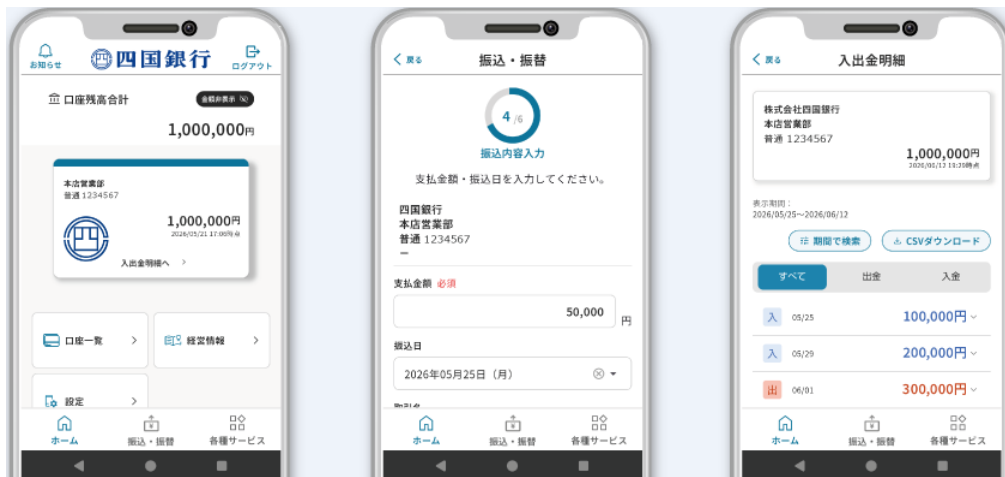 お知らせ
四国銀行
ログアウト
口座残高合計
金額非表示
1,000,000円
本店営業部
普通 1234567
1,000,000円
2026/05/21 17:06時点
入出金明細へ
口座一覧
経営情報
設定
ホーム
振込・振替
各種サービス
戻る
振込・振替
4 /6
振込内容入力
支払金額・振込日を入力してください。
四国銀行
本店営業部
普通 1234567
ー
支払金額 必須
50,000 円
振込日
2026年05月25日（月）
ホーム
振込・振替
各種サービス
戻る
入出金明細
株式会社四国銀行
本店営業部
普通 1234567
1,000,000円
2026/06/12 19:29時点
表示期間：
2026/05/25～2026/06/12
期間で検索
CSVダウンロード
すべて
出金
入金
入 05/25 100,000円
入 05/29 200,000円
出 06/01 300,000円
ホーム
振込・振替
各種サービス